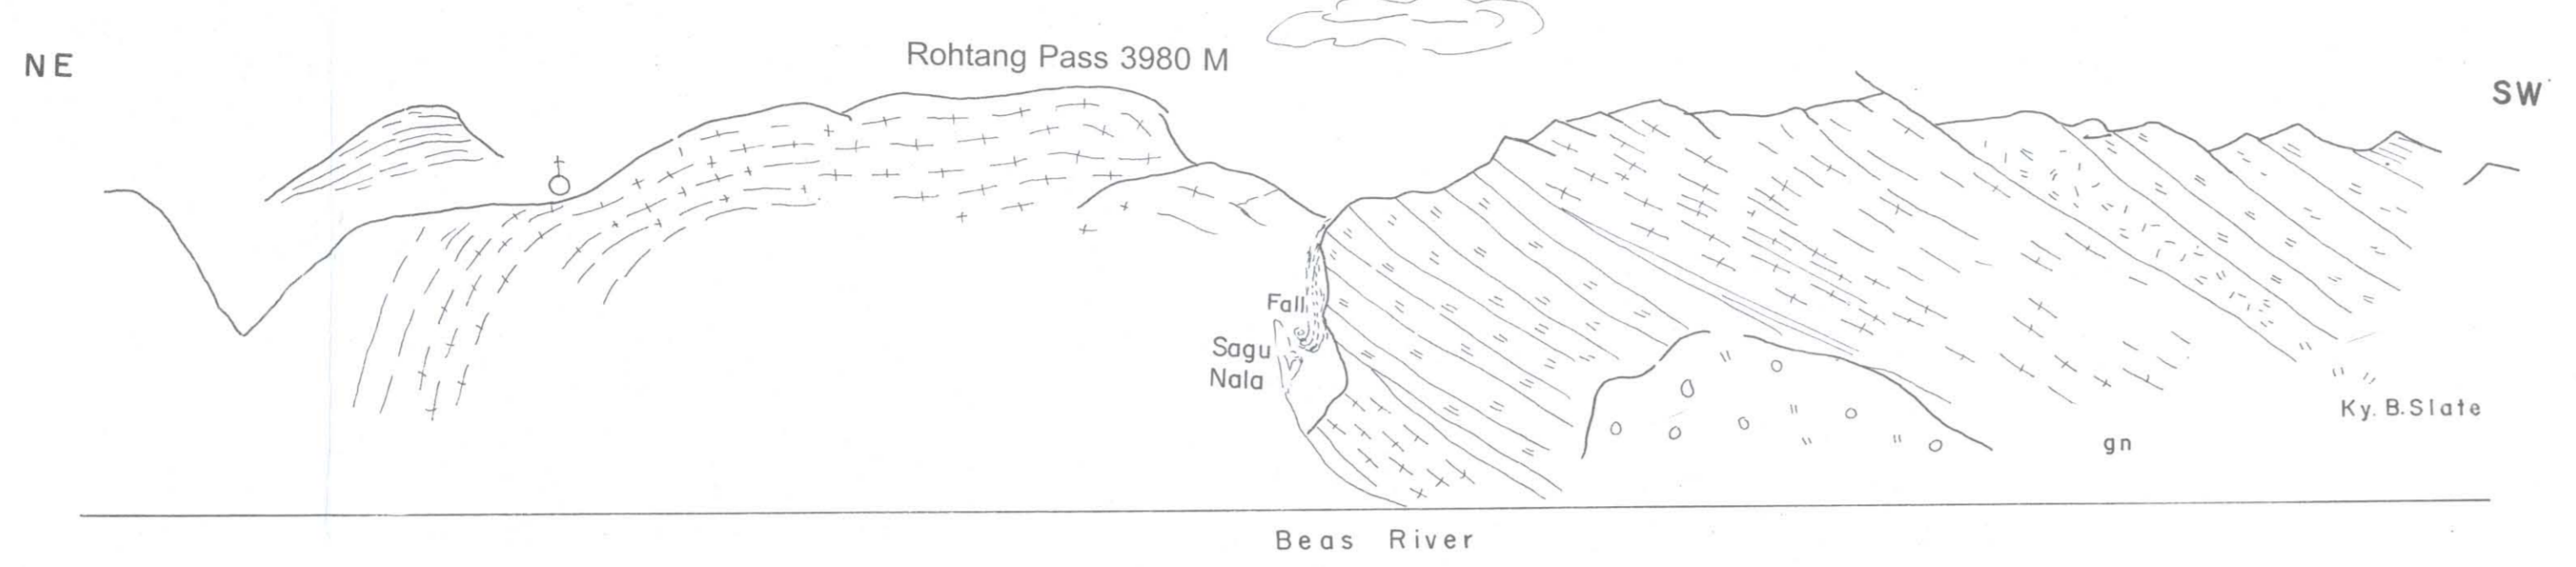 NE
Rohtang Pass 3980 M
SW
Fall
Sagu
Nala
Ky. B. Slate
gn
Beas River